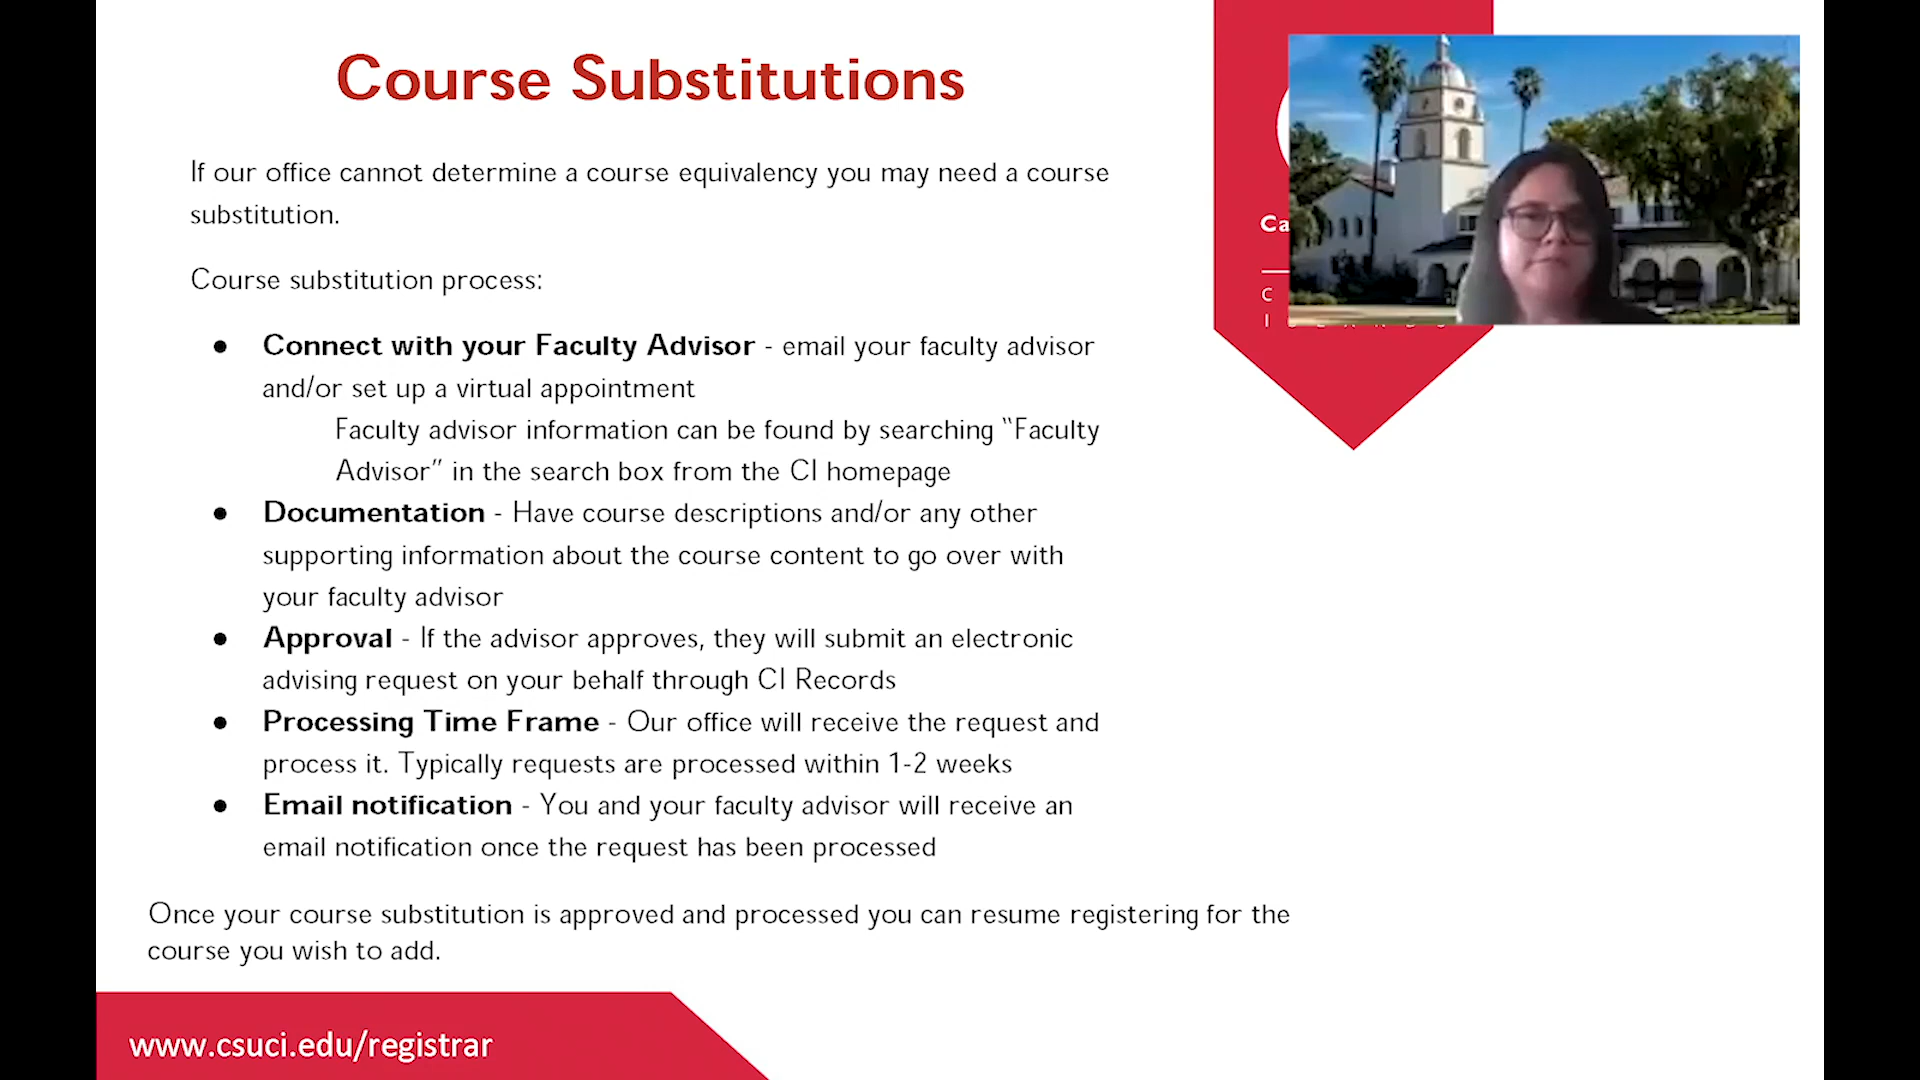 Course Substitutions
If our office cannot determine a course equivalency you may need a course
substitution.
Course substitution process:
● Connect with your Faculty Advisor - email your faculty advisor
and/or set up a virtual appointment
Faculty advisor information can be found by searching “Faculty
Advisor” in the search box from the CI homepage
● Documentation - Have course descriptions and/or any other
supporting information about the course content to go over with
your faculty advisor
● Approval - If the advisor approves, they will submit an electronic
advising request on your behalf through CI Records
● Processing Time Frame - Our office will receive the request and
process it. Typically requests are processed within 1-2 weeks
● Email notification - You and your faculty advisor will receive an
email notification once the request has been processed
Once your course substitution is approved and processed you can resume registering for the
course you wish to add.
www.csuci.edu/registrar